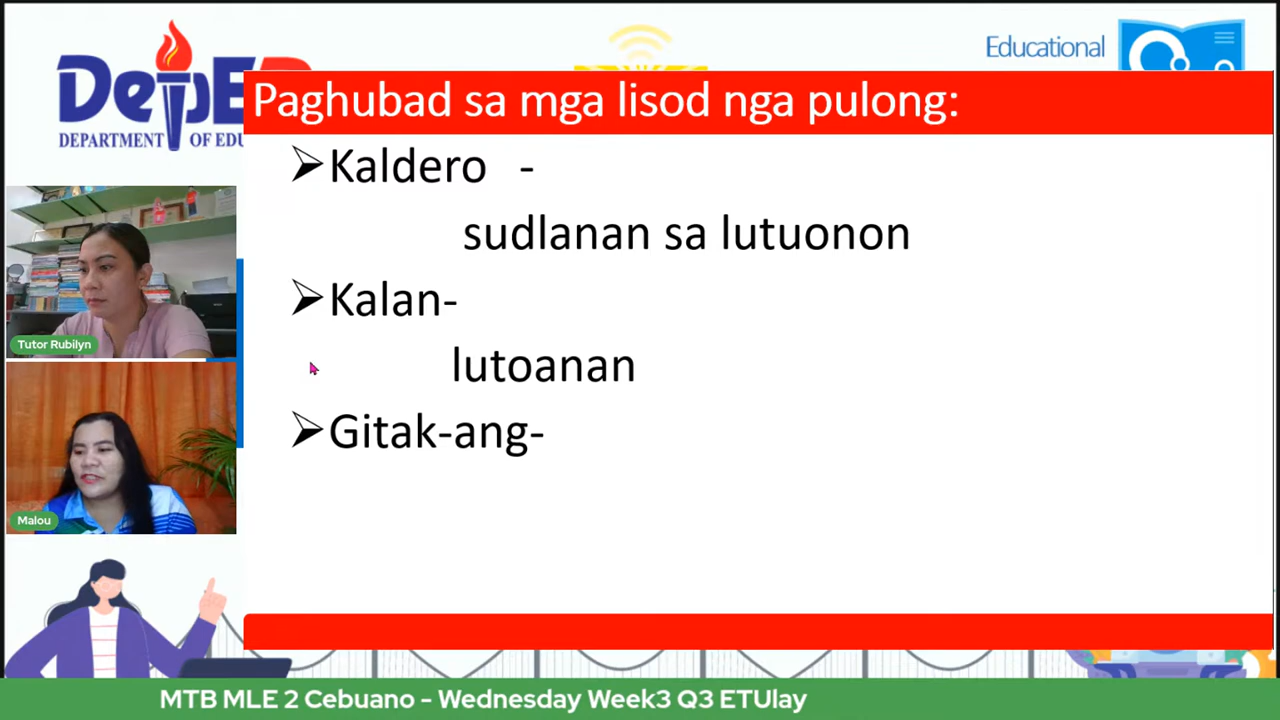 Educational
DepED
DEPARTMENT OF EDU
Paghubad sa mga lisod nga pulong:
Kaldero -
sudlanan sa lutuonon
Kalan-
lutoanan
Gitak-ang-
Tutor Rubilyn
Malou
MTB MLE 2 Cebuano - Wednesday Week3 Q3 ETUlay